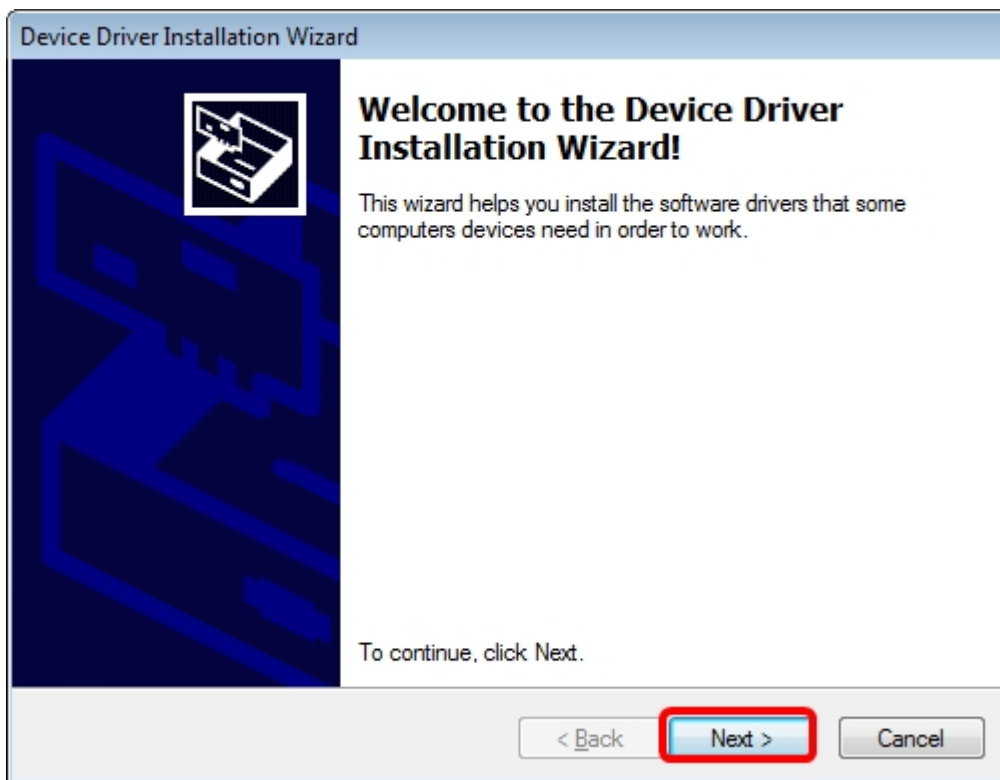 Device Driver Installation Wizard
Welcome to the Device Driver
Installation Wizard!
This wizard helps you install the software drivers that some
computers devices need in order to work.
To continue, click Next.
< Back Next > Cancel